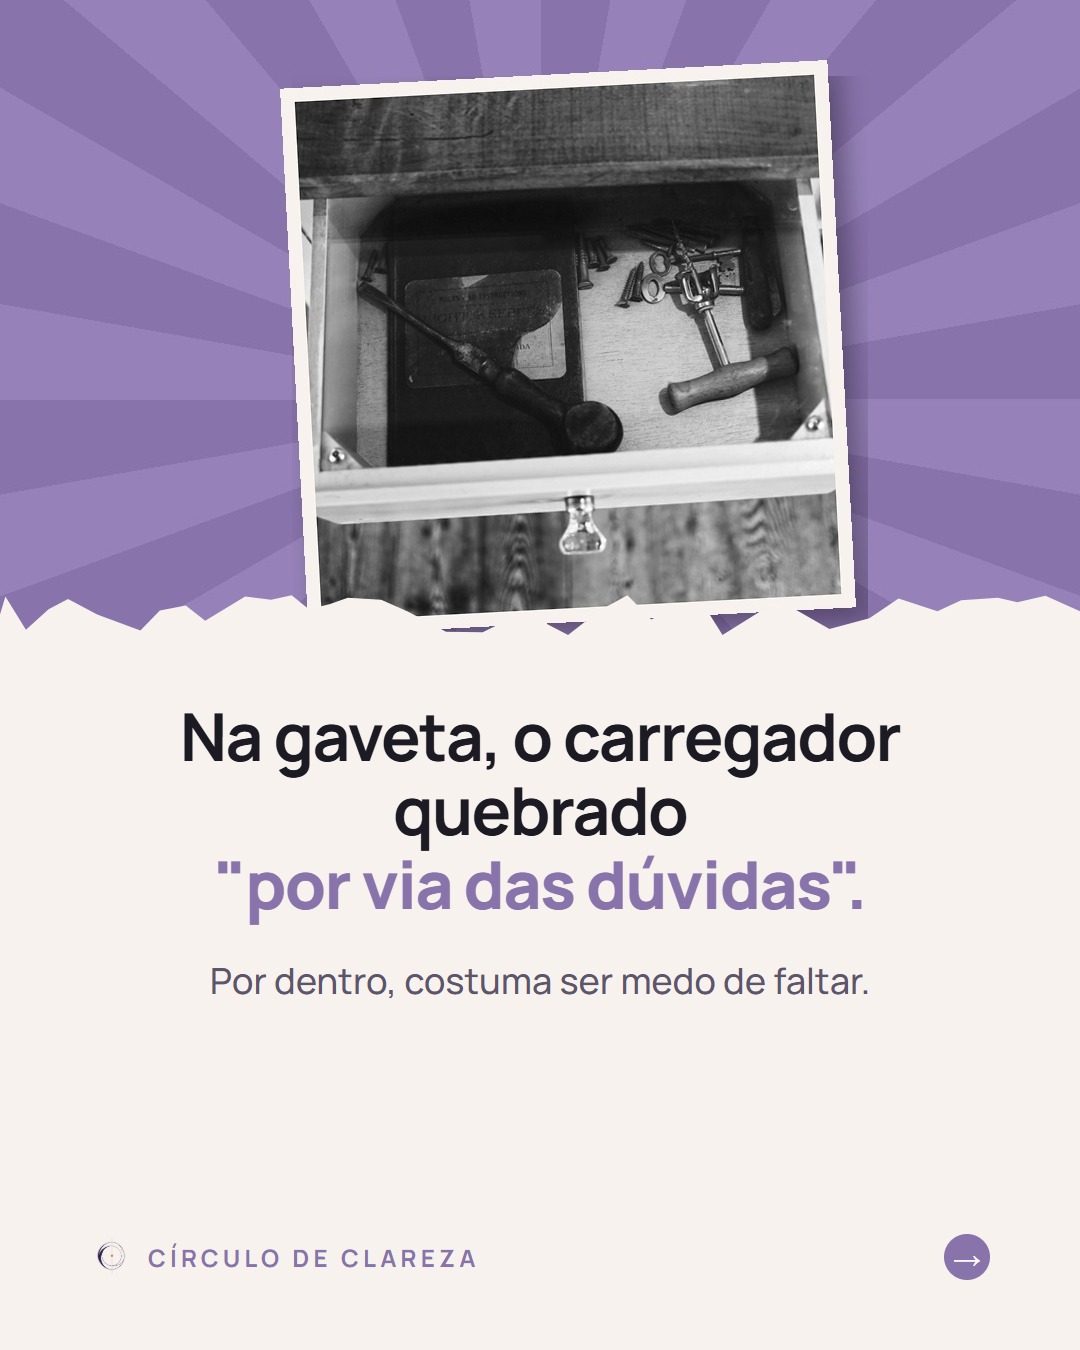 Na gaveta, o carregador
quebrado
"por via das dúvidas".
Por dentro, costuma ser medo de faltar.
CÍRCULO DE CLAREZA
→